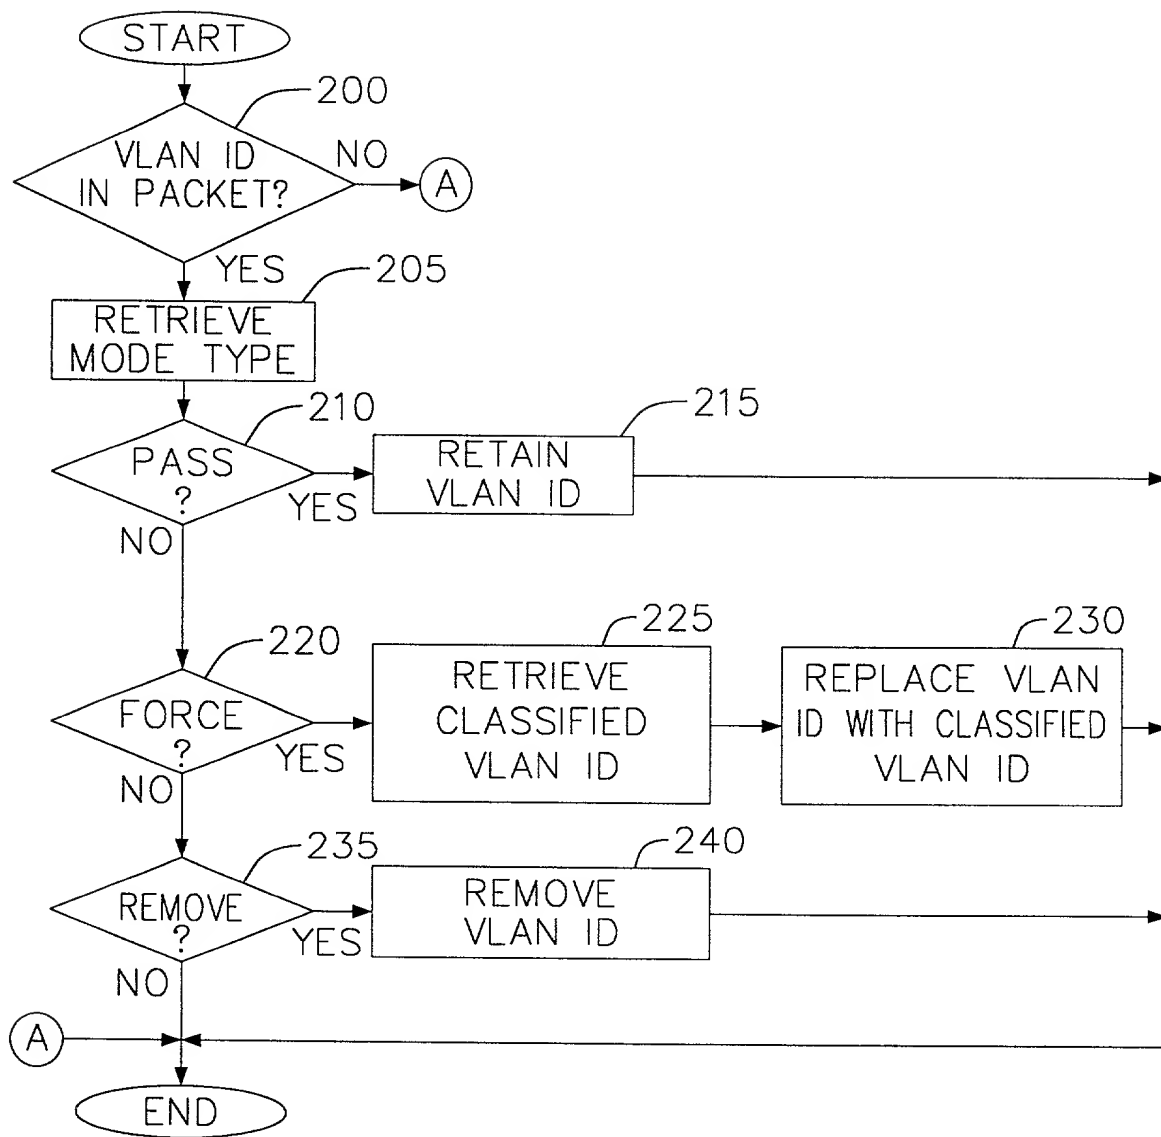 START
200
VLAN ID
IN PACKET?
NO
A
YES
205
RETRIEVE
MODE TYPE
210
PASS
?
YES
NO
215
RETAIN
VLAN ID
220
FORCE
?
YES
NO
225
RETRIEVE
CLASSIFIED
VLAN ID
230
REPLACE VLAN
ID WITH CLASSIFIED
VLAN ID
235
REMOVE
?
YES
NO
240
REMOVE
VLAN ID
A
END